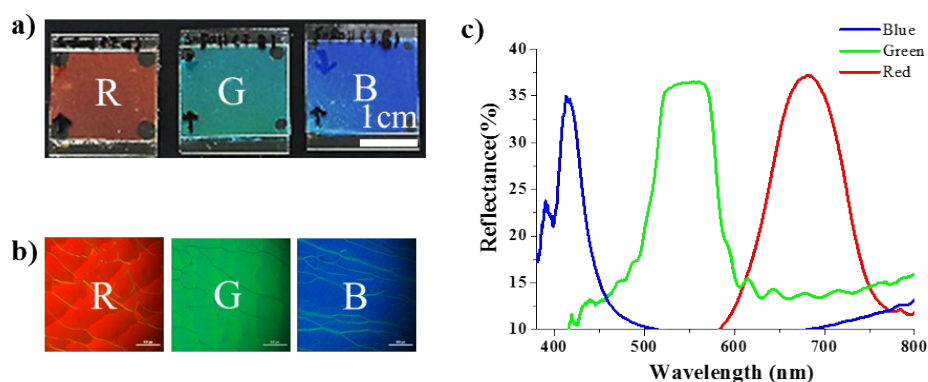 a)
R
G
B
1cm
b)
R
G
B
c)
Blue
Green
Red
40
35
30
25
20
15
10
Reflectance(%)
400 500 600 700 800
Wavelength (nm)